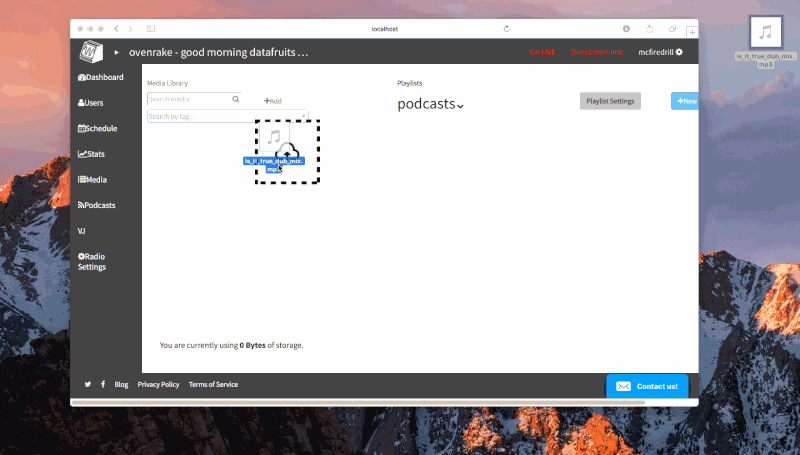 localhost
ovenrake - good morning datafruits ...
Go LIVE
mcfiredrill
is_it_true_dub_mix.
mp3
Dashboard
Users
Schedule
Stats
Media
Podcasts
VJ
Radio
Settings
Media Library
Search media
+Add
Search by tag...
is_it_true_dub_mix.
mp3
Playlists
podcasts
Playlist Settings
+New
You are currently using 0 Bytes of storage.
Blog
Privacy Policy
Terms of Service
Contact us!